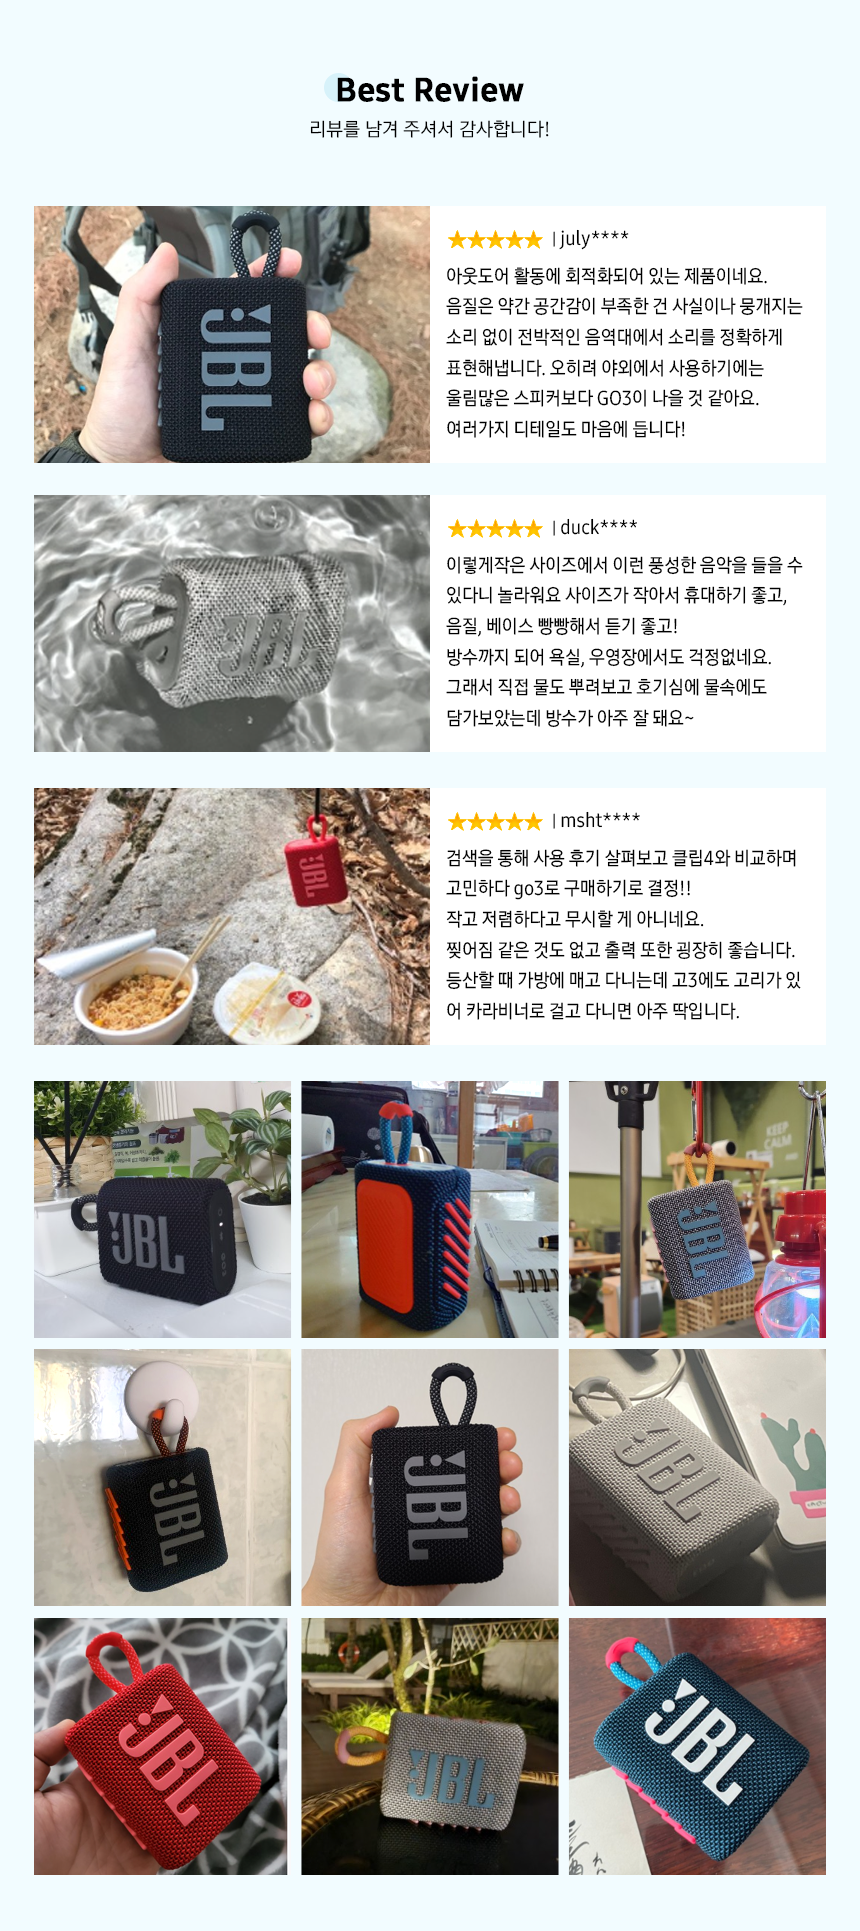 Best Review
리뷰를 남겨 주셔서 감사합니다!
JBL
★★★★★ | july****
아웃도어 활동에 회적화되어 있는 제품이네요.
음질은 약간 공간감이 부족한 건 사실이나 뭉개지는
소리 없이 전박적인 음역대에서 소리를 정확하게
표현해냅니다. 오히려 야외에서 사용하기에는
울림많은 스피커보다 GO3이 나을 것 같아요.
여러가지 디테일도 마음에 듭니다!
JBL
★★★★★ | duck****
이렇게작은 사이즈에서 이런 풍성한 음악을 들을 수
있다니 놀라워요 사이즈가 작아서 휴대하기 좋고,
음질, 베이스 빵빵해서 듣기 좋고!
방수까지 되어 욕실, 우영장에서도 걱정없네요.
그래서 직접 물도 뿌려보고 호기심에 물속에도
담가보았는데 방수가 아주 잘 돼요~
JBL
★★★★★ | msht****
검색을 통해 사용 후기 살펴보고 클립4와 비교하며
고민하다 go3로 구매하기로 결정!!
작고 저렴하다고 무시할 게 아니네요.
찢어짐 같은 것도 없고 출력 또한 굉장히 좋습니다.
등산할 때 가방에 매고 다니는데 고3에도 고리가 있
어 카라비너로 걸고 다니면 아주 딱입니다.
JBL
KEEP
CALM
JBL
JBL
JBL
JBL
JBL
JBL
JBL